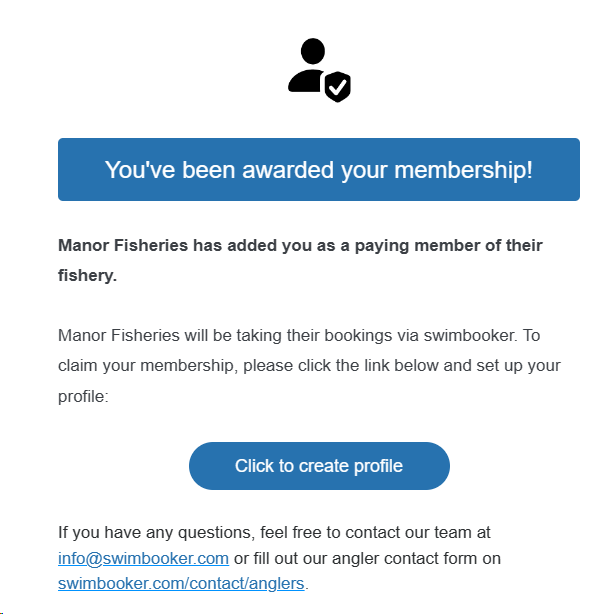 You've been awarded your membership!
Manor Fisheries has added you as a paying member of their
fishery.
Manor Fisheries will be taking their bookings via swimbooker. To
claim your membership, please click the link below and set up your
profile:
Click to create profile
If you have any questions, feel free to contact our team at
info@swimbooker.com or fill out our angler contact form on
swimbooker.com/contact/anglers.